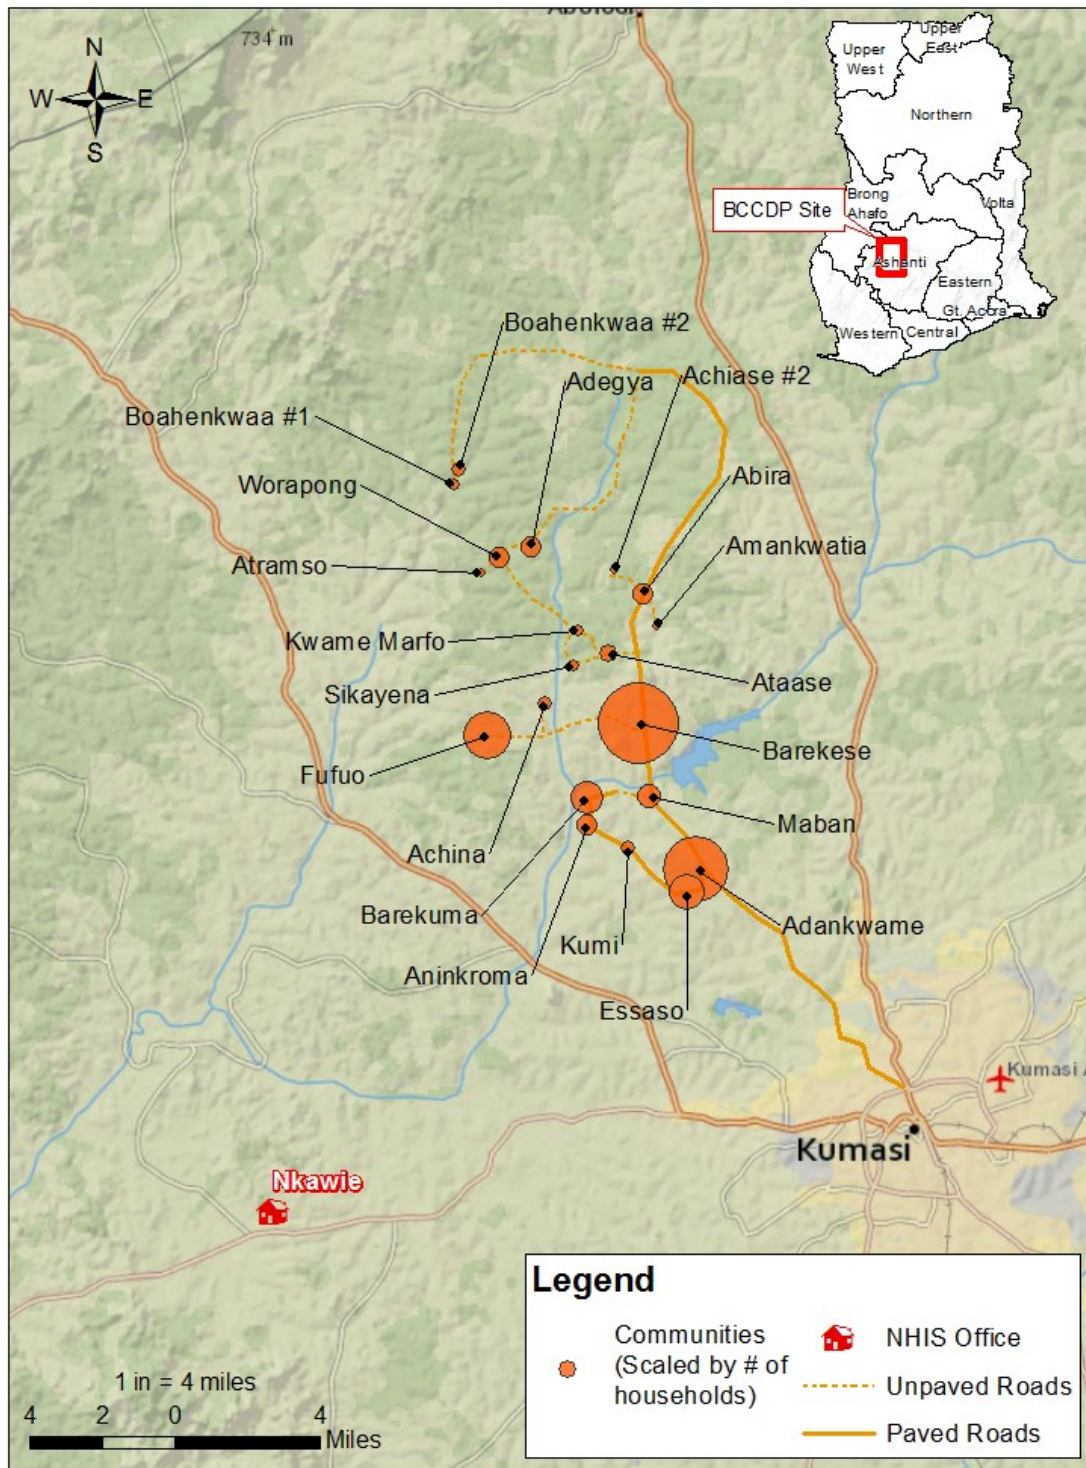 734 m
N
W
E
S
Upper
West
Upper
East
Northern
Brong
Ahafo
Volta
BCCDP Site
Ashanti
Eastern
Gt. Accra
Western
Central
Boahenkwaa #2
Adegya
Achiase #2
Boahenkwaa #1
Worapong
Abira
Amankwatia
Atramso
Kwame Marfo
Sikayena
Ataase
Barekese
Fufuo
Maban
Achina
Barekuma
Adankwame
Kumi
Aninkroma
Essaso
Kumasi A
Kumasi
Nkawie
Legend
Communities
(Scaled by # of
households)
NHIS Office
Unpaved Roads
Paved Roads
1 in = 4 miles
4 2 0 4
Miles